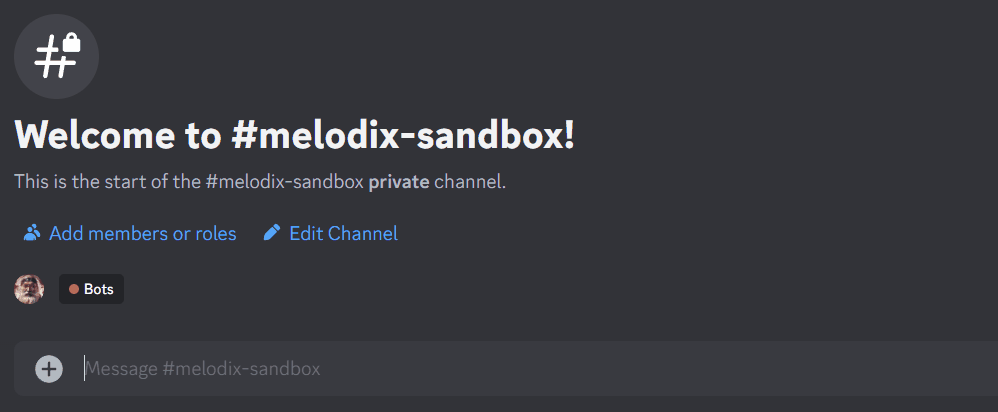 Welcome to #melodix-sandbox!
This is the start of the #melodix-sandbox private channel.
Add members or roles Edit Channel
Bots
Message #melodix-sandbox